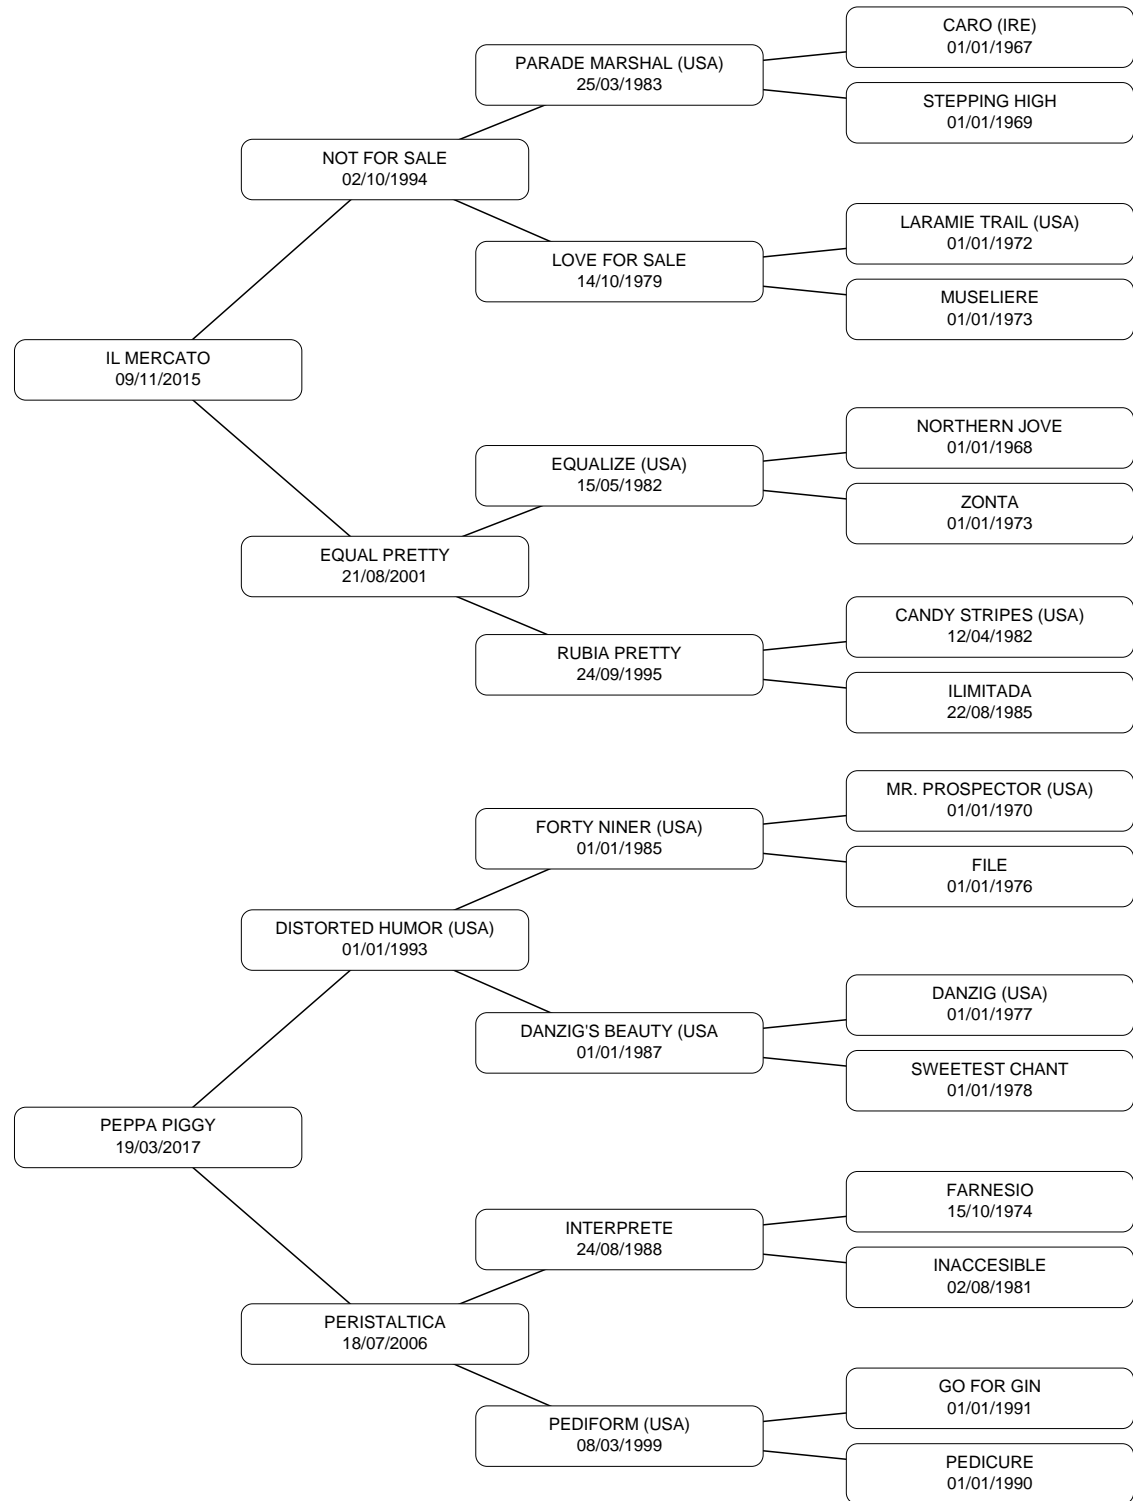 CARO (IRE)
01/01/1967
PARADE MARSHAL (USA)
25/03/1983
STEPPING HIGH
01/01/1969
NOT FOR SALE
02/10/1994
LARAMIE TRAIL (USA)
01/01/1972
LOVE FOR SALE
14/10/1979
MUSELIERE
01/01/1973
IL MERCATO
09/11/2015
NORTHERN JOVE
01/01/1968
EQUALIZE (USA)
15/05/1982
ZONTA
01/01/1973
EQUAL PRETTY
21/08/2001
CANDY STRIPES (USA)
12/04/1982
RUBIA PRETTY
24/09/1995
ILIMITADA
22/08/1985
MR. PROSPECTOR (USA)
01/01/1970
FORTY NINER (USA)
01/01/1985
FILE
01/01/1976
DISTORTED HUMOR (USA)
01/01/1993
DANZIG (USA)
01/01/1977
DANZIG'S BEAUTY (USA
01/01/1987
SWEETEST CHANT
01/01/1978
PEPPA PIGGY
19/03/2017
FARNESIO
15/10/1974
INTERPRETE
24/08/1988
INACCESIBLE
02/08/1981
PERISTALTICA
18/07/2006
GO FOR GIN
01/01/1991
PEDIFORM (USA)
08/03/1999
PEDICURE
01/01/1990